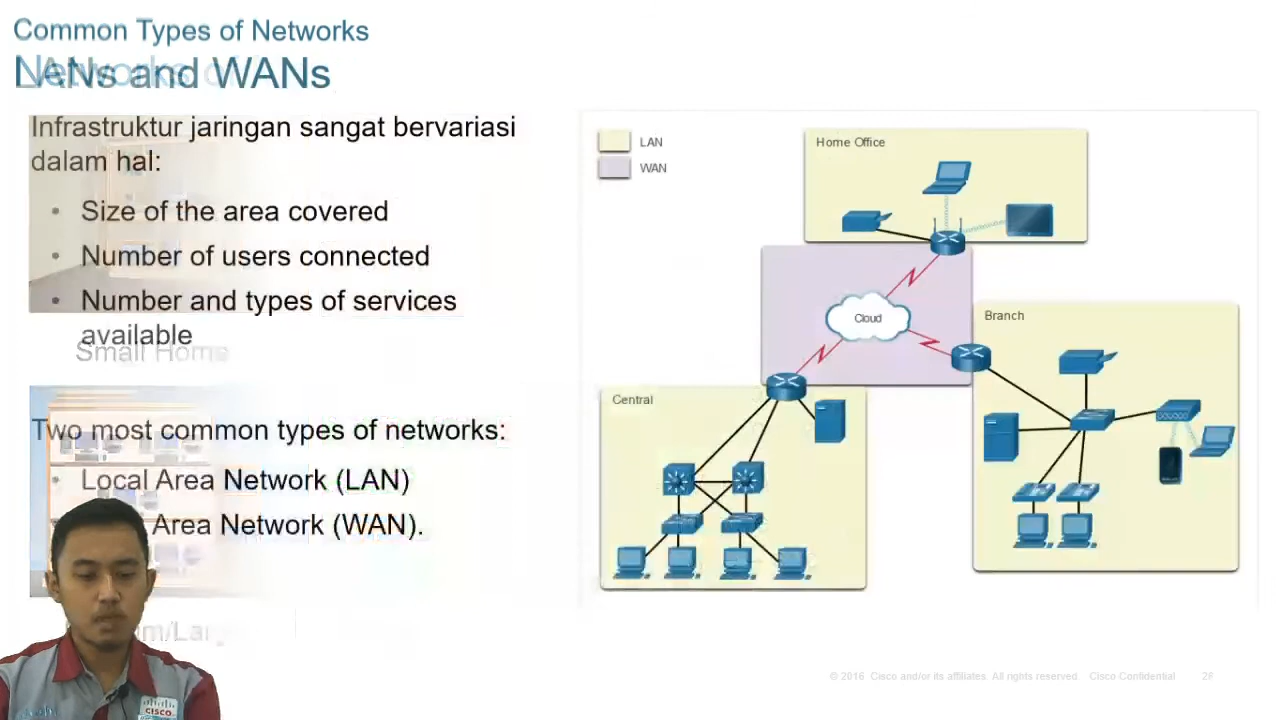 Common Types of Networks
LANs and WANs
Infrastruktur jaringan sangat bervariasi
dalam hal:
• Size of the area covered
• Number of users connected
• Number and types of services
available
Small Home
Two most common types of networks:
• Local Area Network (LAN)
Area Network (WAN).
LAN
WAN
Home Office
Cloud
Branch
Central
CISCO
© 2016 Cisco and/or its affiliates. All rights reserved. Cisco Confidential 28